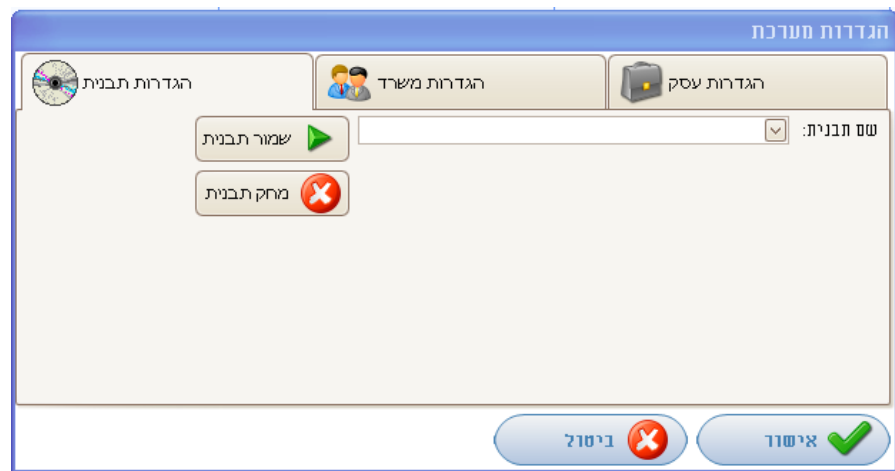 הגדרות מערכת
הגדרות עסק
הגדרות משרד
הגדרות תבנית
שם תבנית:
שמור תבנית
מחק תבנית
אישור
ביטול